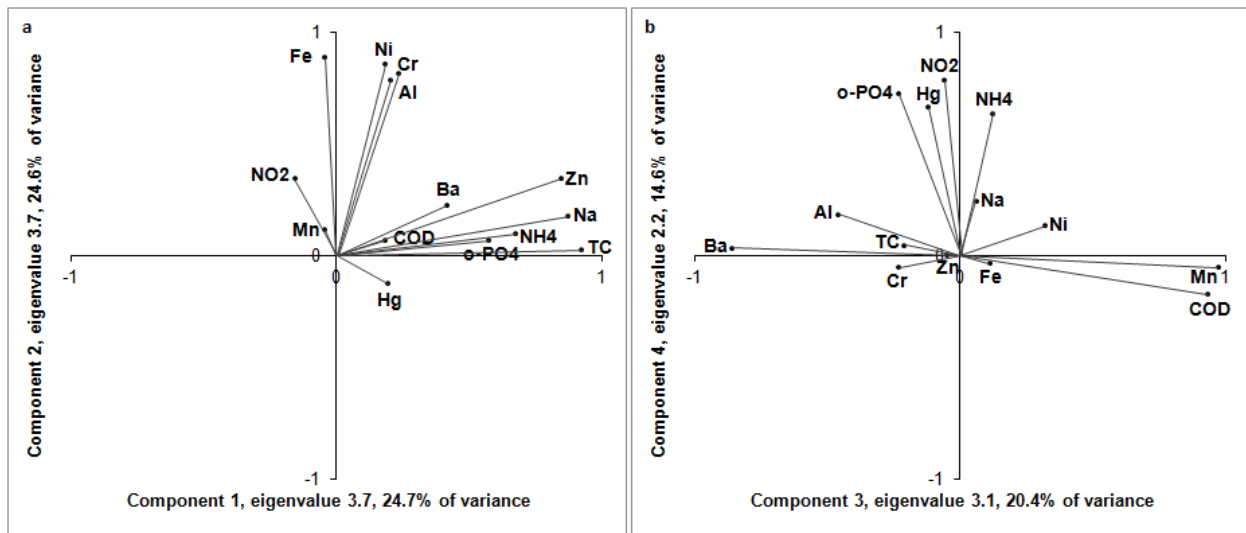 a
1
Fe
Ni
Cr
Al
NO2
Ba
Zn
Mn
COD
Na
NH4
o-PO4
TC
-1
0
0
1
Hg
-1
Component 2, eigenvalue 3.7, 24.6% of variance
Component 1, eigenvalue 3.7, 24.7% of variance
b
1
NO2
o-PO4
Hg
NH4
Al
Na
Ni
Ba
TC
Zn
Cr
Fe
Mn
COD
-1
0
0
1
-1
Component 4, eigenvalue 2.2, 14.6% of variance
Component 3, eigenvalue 3.1, 20.4% of variance